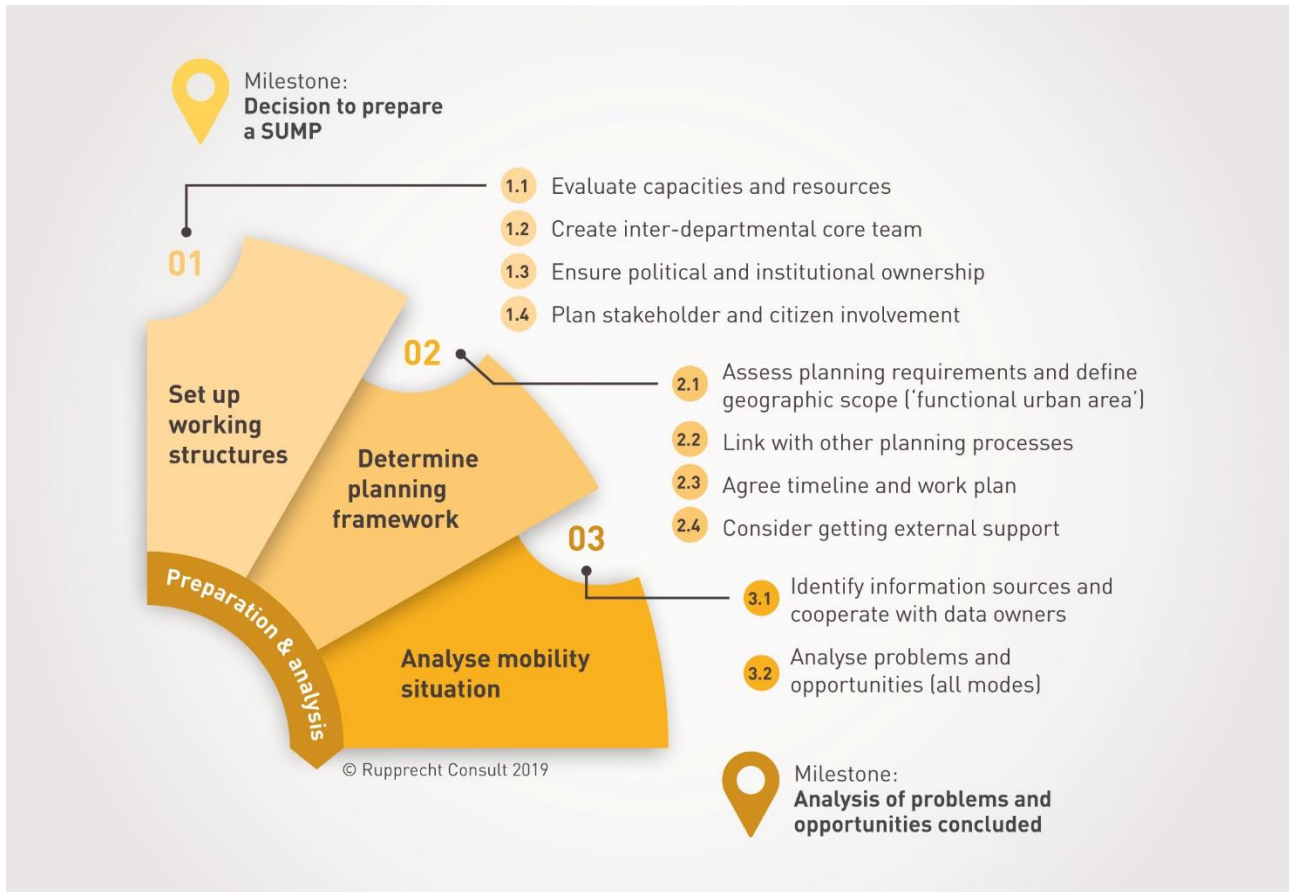 Milestone:
Decision to prepare
a SUMP
01
1.1 Evaluate capacities and resources
1.2 Create inter-departmental core team
1.3 Ensure political and institutional ownership
1.4 Plan stakeholder and citizen involvement
Set up
working
structures
02
2.1 Assess planning requirements and define
geographic scope (‘functional urban area’)
2.2 Link with other planning processes
2.3 Agree timeline and work plan
2.4 Consider getting external support
Determine
planning
framework
03
3.1 Identify information sources and
cooperate with data owners
3.2 Analyse problems and
opportunities (all modes)
Analyse mobility
situation
Preparation & analysis
© Rupprecht Consult 2019
Milestone:
Analysis of problems and
opportunities concluded